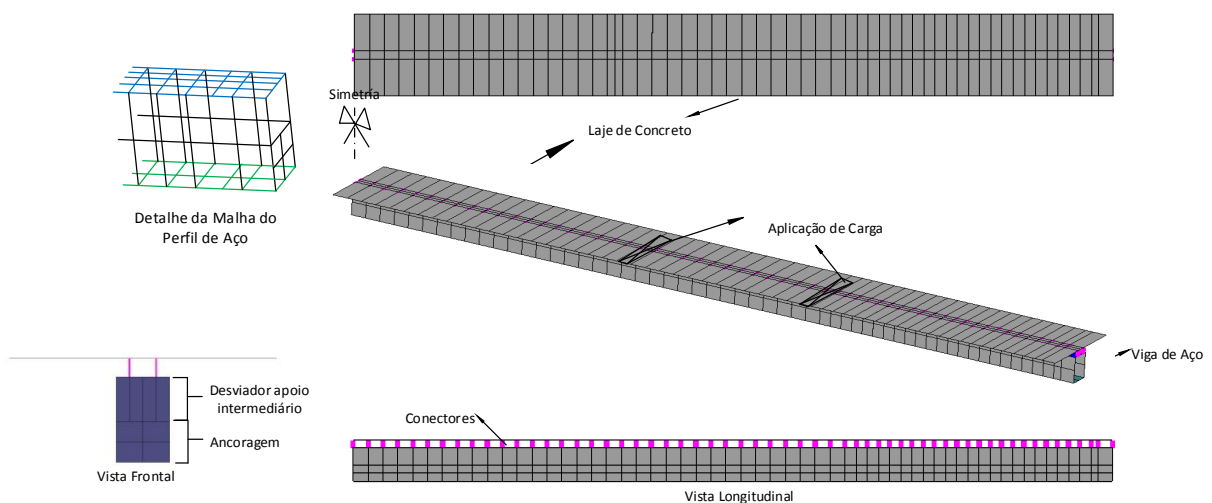 Simetría
Laje de Concreto
Detalhe da Malha do
Perfil de Aço
Aplicação de Carga
Viga de Aço
Desviador apoio
intermediário
Conectores
Ancoragem
Vista Frontal
Vista Longitudinal